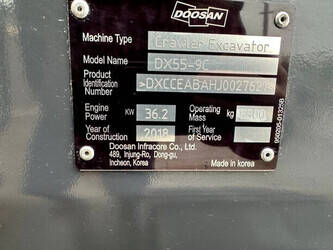 DOOSAN
Machine Type Crawler Excavator
Model Name DX55-9C
Product Identification Number
Engine Power KW 36.2 Operating Mass kg
Year of Construction 2018 First Year of Service
Doosan Infracore Co., Ltd.
489, Injung-Ro, Dong-gu,
Incheon, Korea Made in korea